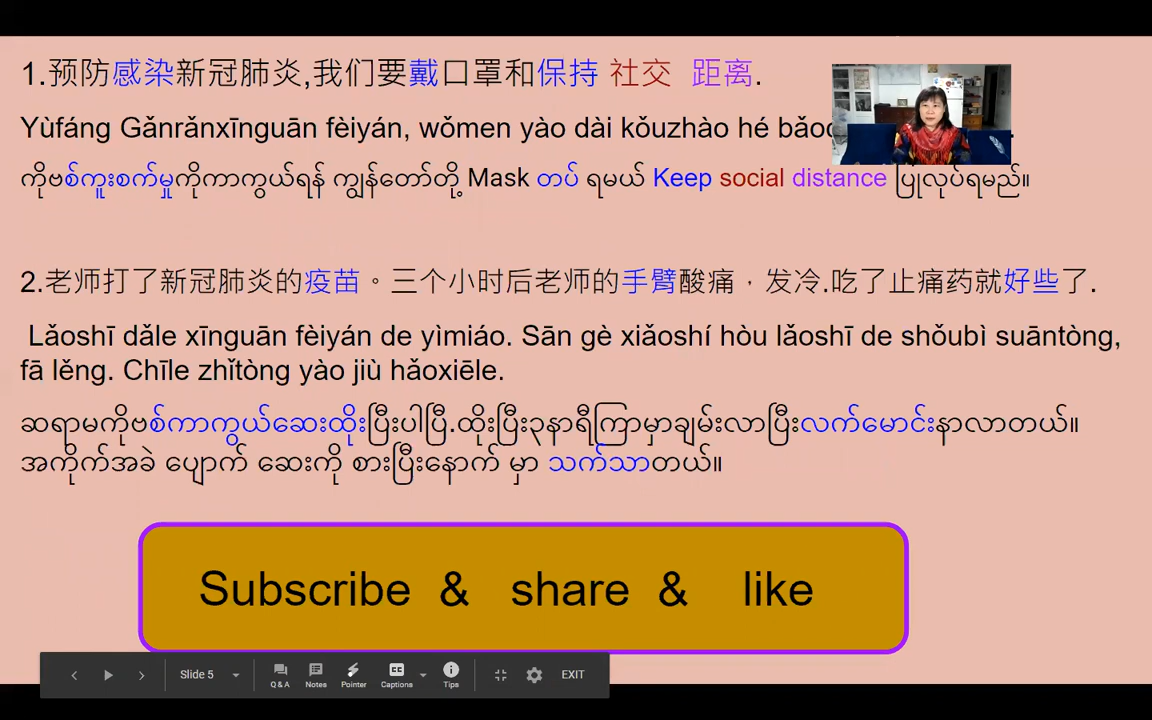 1.预防感染新冠肺炎,我们要戴口罩和保持 社交 距离.
Yùfáng Gǎnrǎnxīnguān fèiyán, wǒmen yào dài kǒuzhào hé bǎo
ကိုဗစ်ကူးစက်မှုကိုကာကွယ်ရန် ကျွန်တော်တို့ Mask တပ် ရမယ် Keep social distance ပြုလုပ်ရမည်။
2.老师打了新冠肺炎的疫苗。三个小时后老师的手臂酸痛，发冷.吃了止痛药就好些了.
Lǎoshī dǎle xīnguān fèiyán de yìmiáo. Sān gè xiǎoshí hòu lǎoshī de shǒubì suāntòng,
fā lěng. Chīle zhǐtòng yào jiù hǎoxiēle.
ဆရာမကိုဗစ်ကာကွယ်ဆေးထိုးပြီးပါပြီ.ထိုးပြီး၃နာရီကြာမှာချမ်းလာပြီးလက်မောင်းနာလာတယ်။
အကိုက်အခဲ ပျောက် ဆေးကို စားပြီးနောက် မှာ သက်သာတယ်။
Subscribe & share & like
Slide 5
Q & A Notes Pointer Captions Tips EXIT